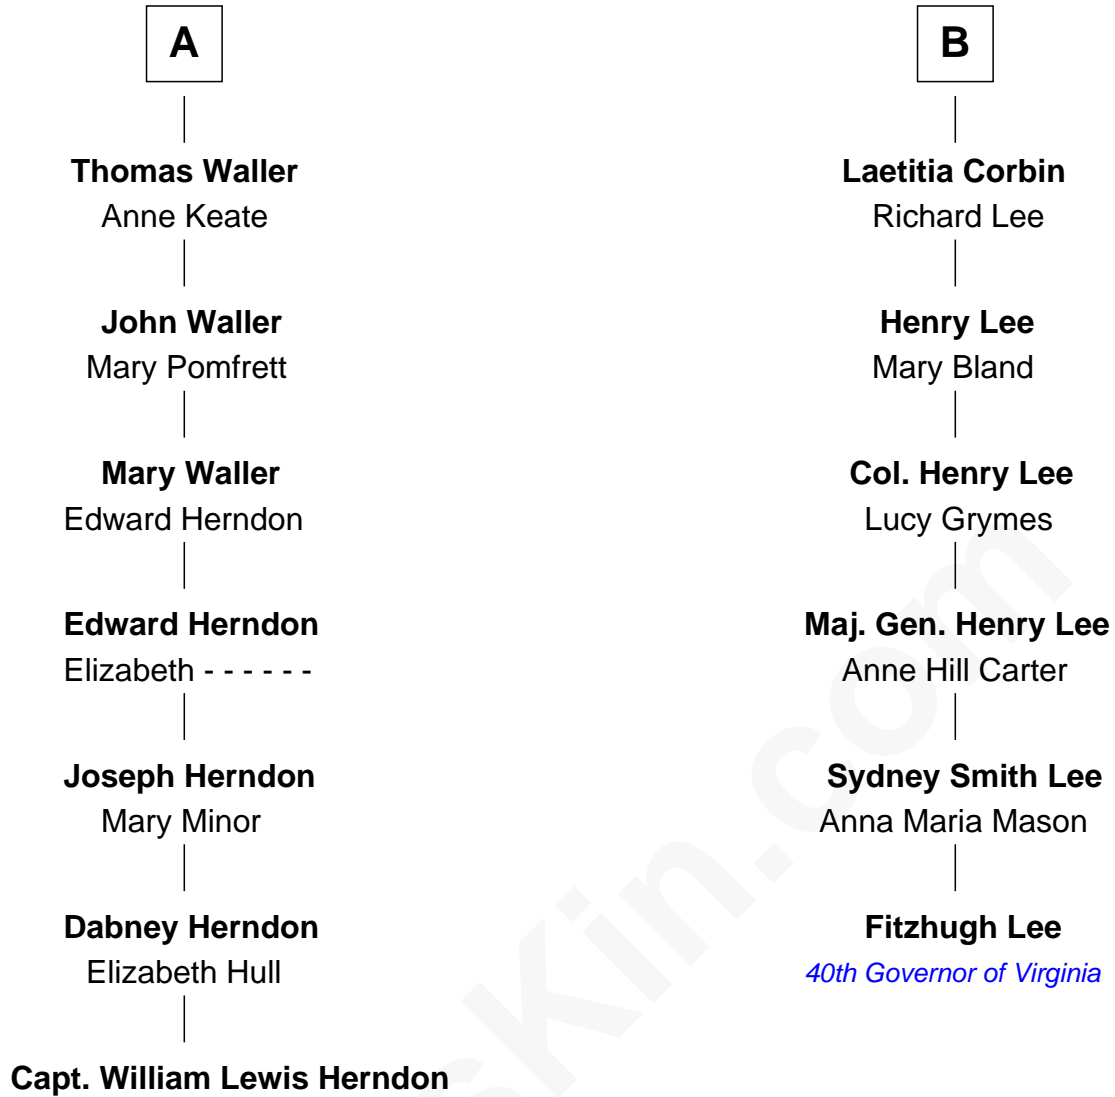 A
Thomas Waller
Anne Keate
John Waller
Mary Pomfrett
Mary Waller
Edward Herndon
Edward Herndon
Elizabeth - - - - - -
Joseph Herndon
Mary Minor
Dabney Herndon
Elizabeth Hull
Capt. William Lewis Herndon
B
Laetitia Corbin
Richard Lee
Henry Lee
Mary Bland
Col. Henry Lee
Lucy Grymes
Maj. Gen. Henry Lee
Anne Hill Carter
Sydney Smith Lee
Anna Maria Mason
Fitzhugh Lee
40th Governor of Virginia
sKin.com